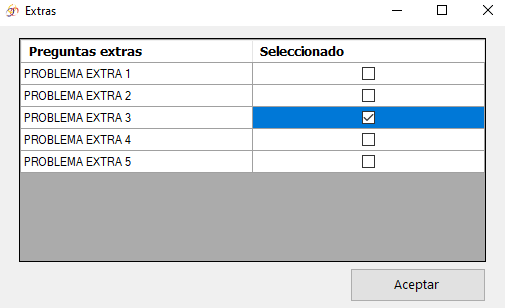 Extras
Preguntas extras Seleccionado
PROBLEMA EXTRA 1
PROBLEMA EXTRA 2
PROBLEMA EXTRA 3
PROBLEMA EXTRA 4
PROBLEMA EXTRA 5
Aceptar